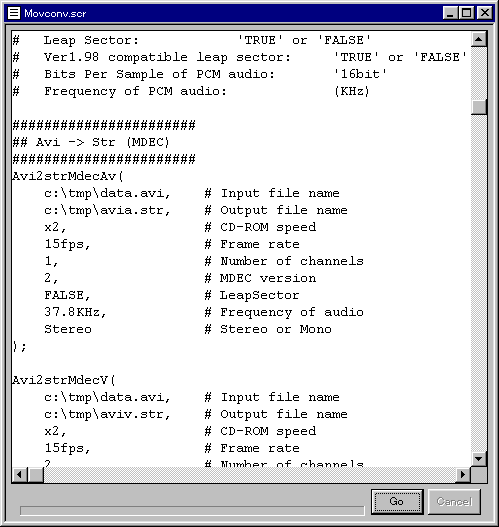 Movconv.scr
#   Leap Sector:            'TRUE' or 'FALSE'
#   Ver1.98 compatible leap sector:     'TRUE' or 'FALSE'
#   Bits Per Sample of PCM audio:       '16bit'
#   Frequency of PCM audio:             (KHz)
#######################
## Avi -> Str (MDEC)
#######################
Avi2strMdecAv(
    c:\tmp\data.avi,    # Input file name
    c:\tmp\avia.str,    # Output file name
    x2,                 # CD-ROM speed
    15fps,              # Frame rate
    1,                  # Number of channels
    2,                  # MDEC version
    FALSE,              # LeapSector
    37.8KHz,            # Frequency of audio
    Stereo              # Stereo or Mono
);
Avi2strMdecV(
    c:\tmp\data.avi,    # Input file name
    c:\tmp\aviv.str,    # Output file name
    x2,                 # CD-ROM speed
    15fps,              # Frame rate
    2,                  # Number of channels
Go
Cancel